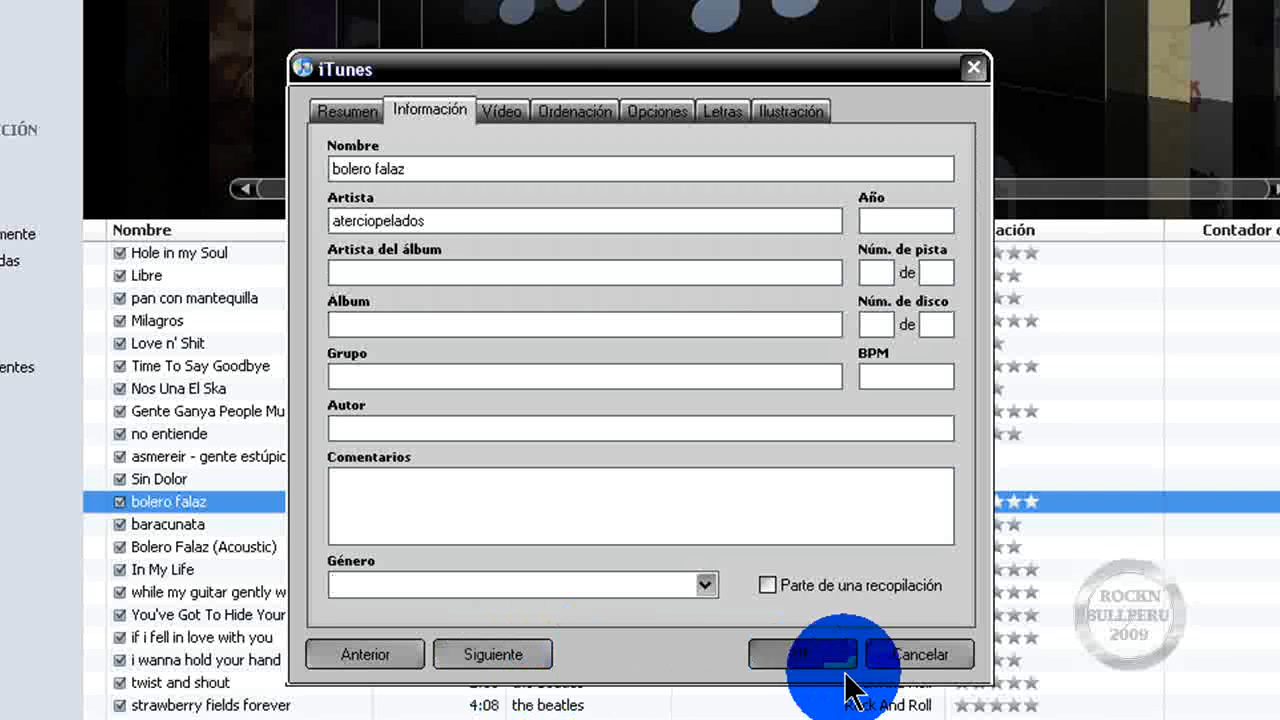 iTunes
Resumen Información Vídeo Ordenación Opciones Letras Ilustración
Nombre
bolero falaz
Artista Año
aterciopelados
Artista del álbum Núm. de pista
de
Álbum Núm. de disco
de
Grupo BPM
Autor
Comentarios
Género
Parte de una recopilación
Anterior Siguiente Cancelar
CIÓN
mente
das
entes
Nombre ación Contador
Hole in my Soul
Libre
pan con mantequilla
Milagros
Love n' Shit
Time To Say Goodbye
Nos Una El Ska
Gente Ganya People Mu
no entiende
asmereir - gente estúpic
Sin Dolor
bolero falaz
baracunata
Bolero Falaz (Acoustic)
In My Life
while my guitar gently w
You've Got To Hide Your
if i fell in love with you
i wanna hold your hand
twist and shout
strawberry fields forever 4:08 the beatles Rock And Roll
ROCKN
BULLPERU
2009